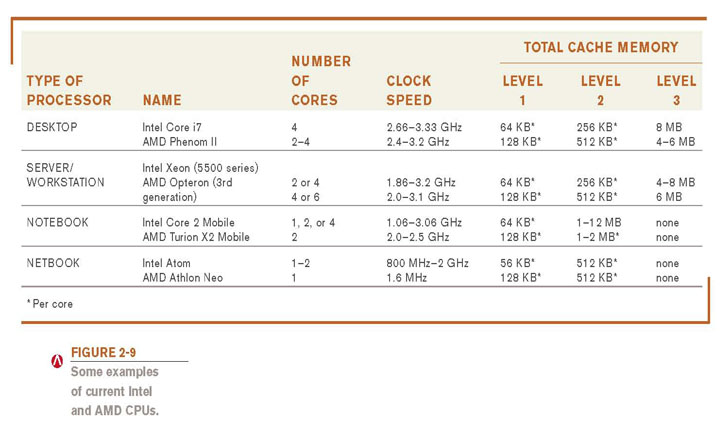 TOTAL CACHE MEMORY
TYPE OF PROCESSOR NAME NUMBER OF CORES CLOCK SPEED LEVEL 1 LEVEL 2 LEVEL 3
DESKTOP Intel Core i7 4 2.66–3.33 GHz 64 KB* 256 KB* 8 MB
AMD Phenom II 2–4 2.4–3.2 GHz 128 KB* 512 KB* 4–6 MB
SERVER/ Intel Xeon (5500 series)
WORKSTATION AMD Opteron (3rd 2 or 4 1.86–3.2 GHz 64 KB* 256 KB* 4–8 MB
generation) 4 or 6 2.0–3.1 GHz 128 KB* 512 KB* 6 MB
NOTEBOOK Intel Core 2 Mobile 1, 2, or 4 1.06–3.06 GHz 64 KB* 1–12 MB none
AMD Turion X2 Mobile 2 2.0–2.5 GHz 128 KB* 1–2 MB* none
NETBOOK Intel Atom 1–2 800 MHz–2 GHz 56 KB* 512 KB* none
AMD Athlon Neo 1 1.6 MHz 128 KB* 512 KB* none
* Per core
FIGURE 2-9
Some examples
of current Intel
and AMD CPUs.